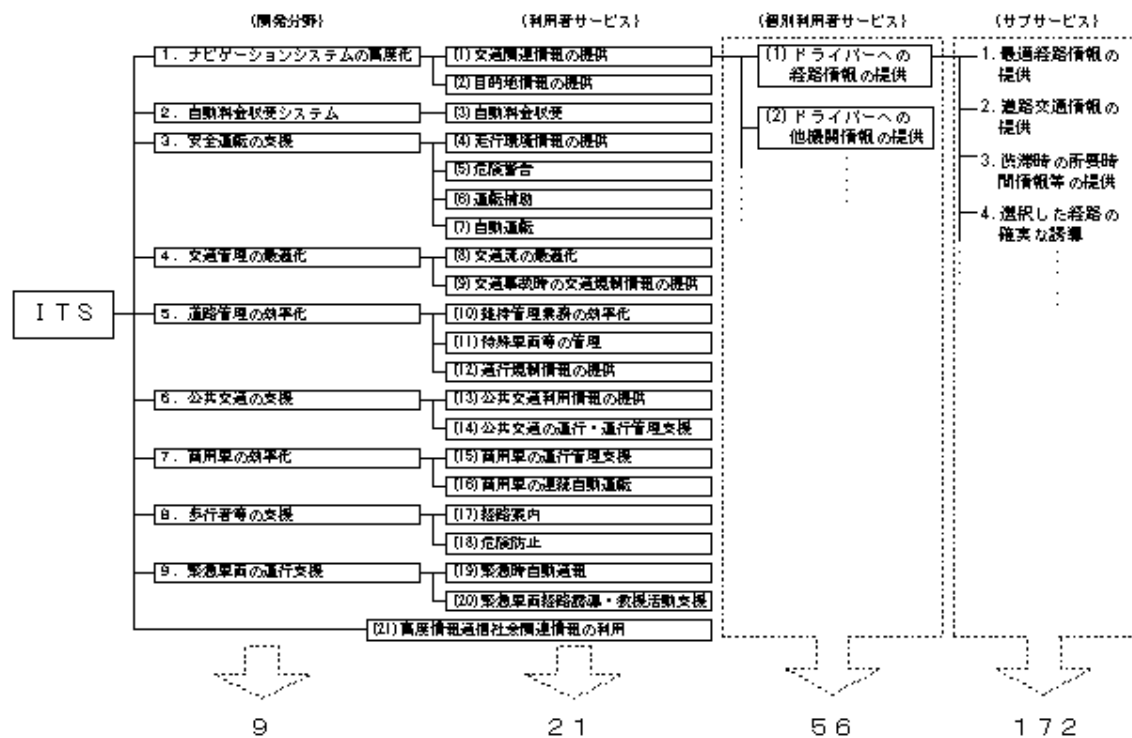 (開発分野) (利用者サービス) (個別利用者サービス) (サブサービス)
1. ナビゲーションシステムの高度化
(1)交通関連情報の提供
(2)目的地情報の提供
2. 自動料金収受システム
(3)自動料金収受
3. 安全運転の支援
(4)走行環境情報の提供
(5)危険警告
(6)運転補助
(7)自動運転
4. 交通管理の最適化
(8)交通流の最適化
(9)交通事故時の交通規制情報の提供
ITS
5. 道路管理の効率化
(10)維持管理業務の効率化
(11)特殊車両等の管理
(12)通行規制情報の提供
6. 公共交通の支援
(13)公共交通利用情報の提供
(14)公共交通の運行・運行管理支援
7. 商用車の効率化
(15)商用車の運行管理支援
(16)商用車の連続自動運転
8. 歩行者等の支援
(17)経路案内
(18)危険防止
9. 緊急車両の運行支援
(19)緊急時自動通報
(20)緊急車両経路誘導・救援活動支援
(21)高度情報通信社会関連情報の利用
(1)ドライバーへの
経路情報の提供
(2)ドライバーへの
他機関情報の提供
1. 最適経路情報の
提供
2. 道路交通情報の
提供
3. 渋滞時の所要時
間情報等の提供
4. 選択した経路の
確実な誘導
9 21 56 172